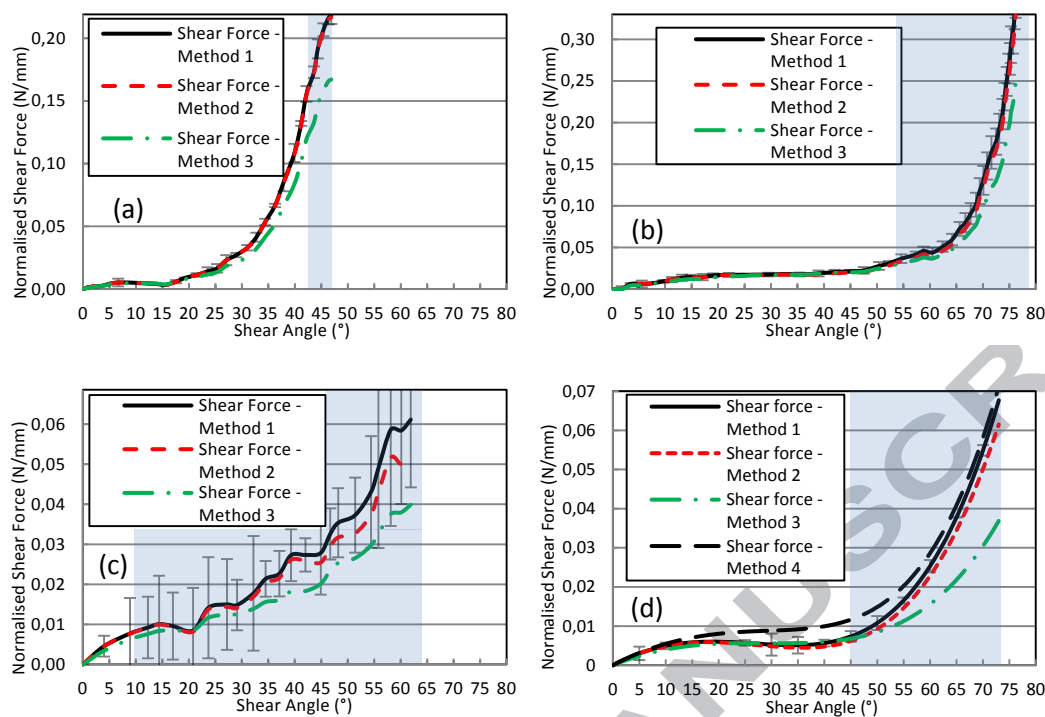 Normalised Shear Force (N/mm)
0,20
0,15
0,10
0,05
0,00
Shear Force -
Method 1
Shear Force -
Method 2
Shear Force -
Method 3
(a)
0 5 10 15 20 25 30 35 40 45 50 55 60 65 70 75 80
Shear Angle (°)
Normalised Shear Force (N/mm)
0,30
0,25
0,20
0,15
0,10
0,05
0,00
Shear Force -
Method 1
Shear Force -
Method 2
Shear Force -
Method 3
(b)
0 5 10 15 20 25 30 35 40 45 50 55 60 65 70 75 80
Shear Angle (°)
Normalised Shear Force (N/mm)
0,06
0,05
0,04
0,03
0,02
0,01
0,00
Shear Force -
Method 1
Shear Force -
Method 2
Shear Force -
Method 3
(c)
0 5 10 15 20 25 30 35 40 45 50 55 60 65 70 75 80
Shear Angle (°)
Normalised Shear Force (N/mm)
0,07
0,06
0,05
0,04
0,03
0,02
0,01
0
Shear force -
Method 1
Shear force -
Method 2
Shear force -
Method 3
Shear force -
Method 4
(d)
0 5 10 15 20 25 30 35 40 45 50 55 60 65 70 75 80
Shear Angle (°)
ANUSCR